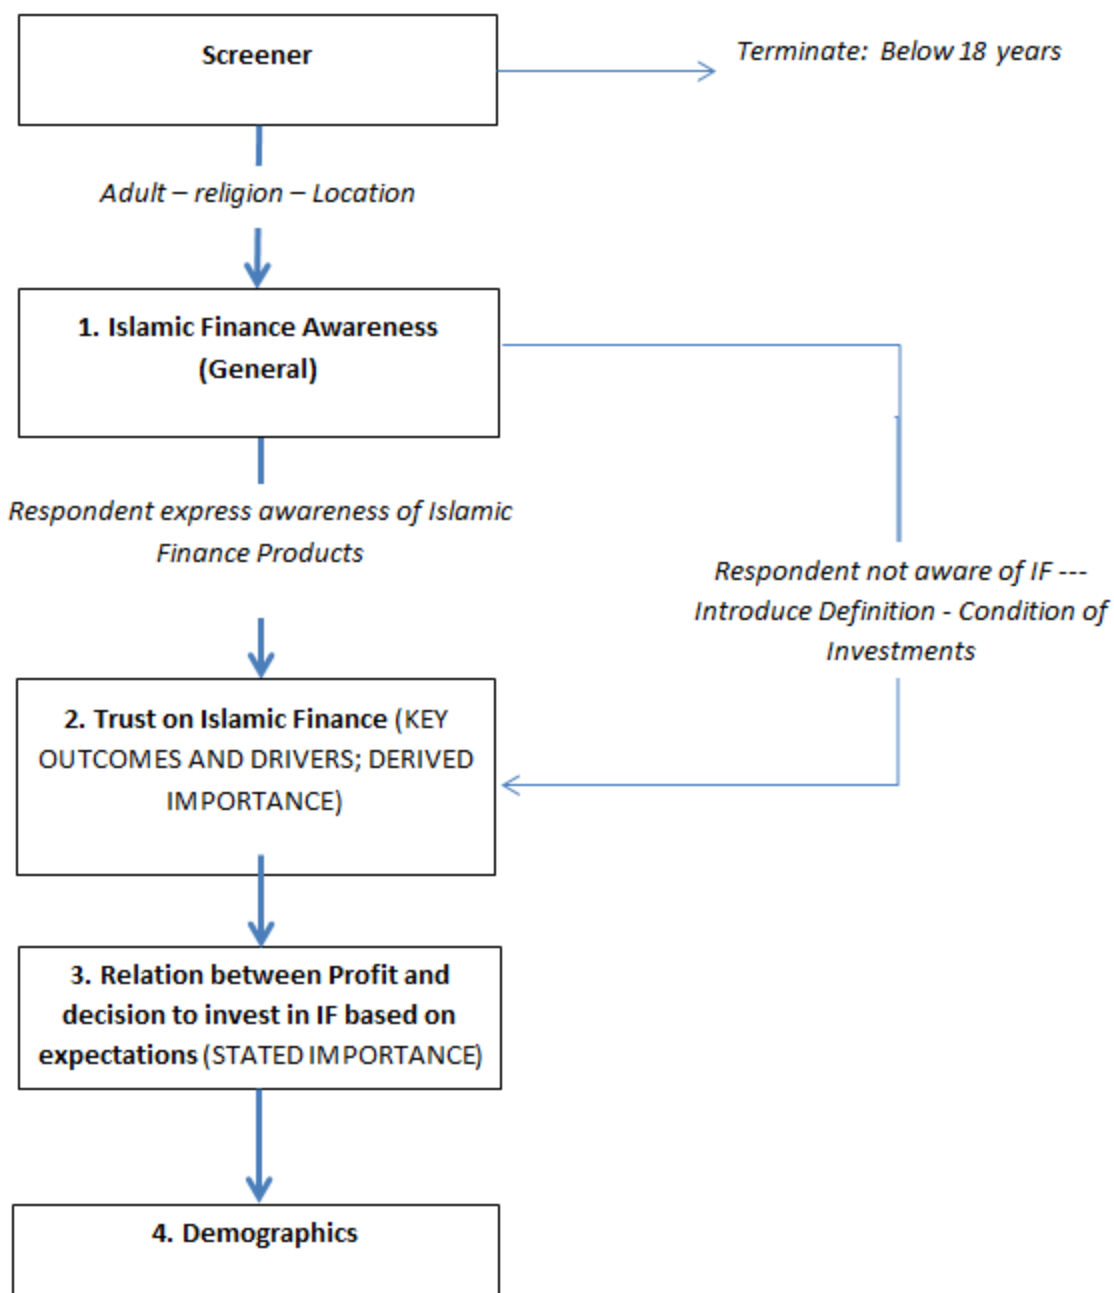 Screener
Terminate: Below 18 years
Adult – religion – Location
1. Islamic Finance Awareness
(General)
Respondent express awareness of Islamic
Finance Products
Respondent not aware of IF ---
Introduce Definition - Condition of
Investments
2. Trust on Islamic Finance (KEY
OUTCOMES AND DRIVERS; DERIVED
IMPORTANCE)
3. Relation between Profit and
decision to invest in IF based on
expectations (STATED IMPORTANCE)
4. Demographics